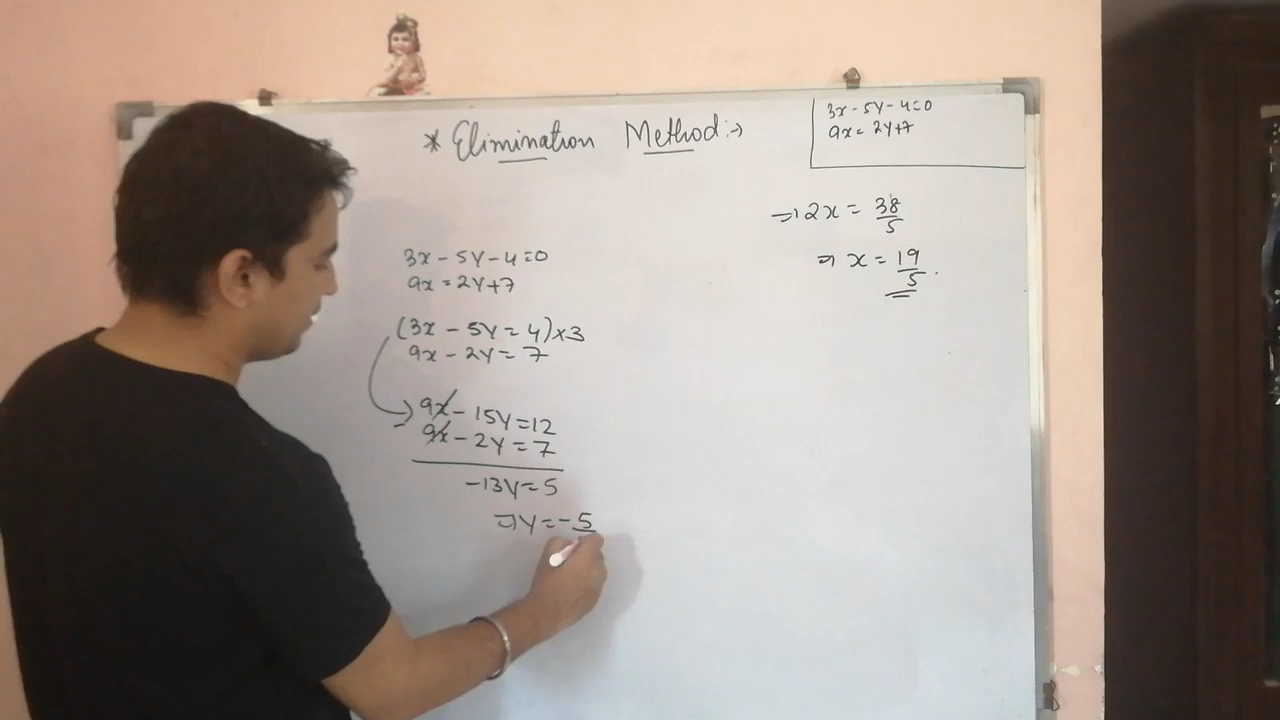 * Elimination Method :→
3x - 5y - 4 = 0
9x = 2y + 7
(3x - 5y = 4) × 3
9x - 2y = 7
9x - 15y = 12
- 9x - 2y = 7
-13y = 5
⇒ y = -5
3x - 5y - 4 = 0
9x = 2y + 7
⇒ 2x = 38/5
⇒ x = 19/5.